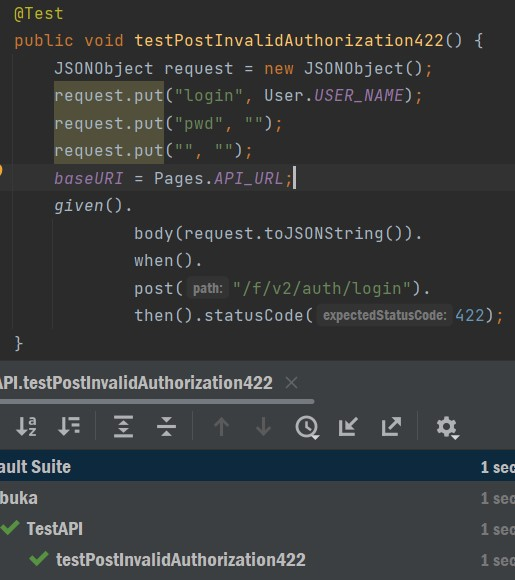 @Test
public void testPostInvalidAuthorization422() {
JSONObject request = new JSONObject();
request.put("login", User.USER_NAME);
request.put("pwd", "");
request.put("", "");
baseURI = Pages.API_URL;
given().
body(request.toJSONString()).
when().
post( path: "/f/v2/auth/login").
then().statusCode( expectedStatusCode: 422);
}
API.testPostInvalidAuthorization422 ×
ault Suite 1 sec
buka 1 sec
TestAPI 1 sec
testPostInvalidAuthorization422 1 sec